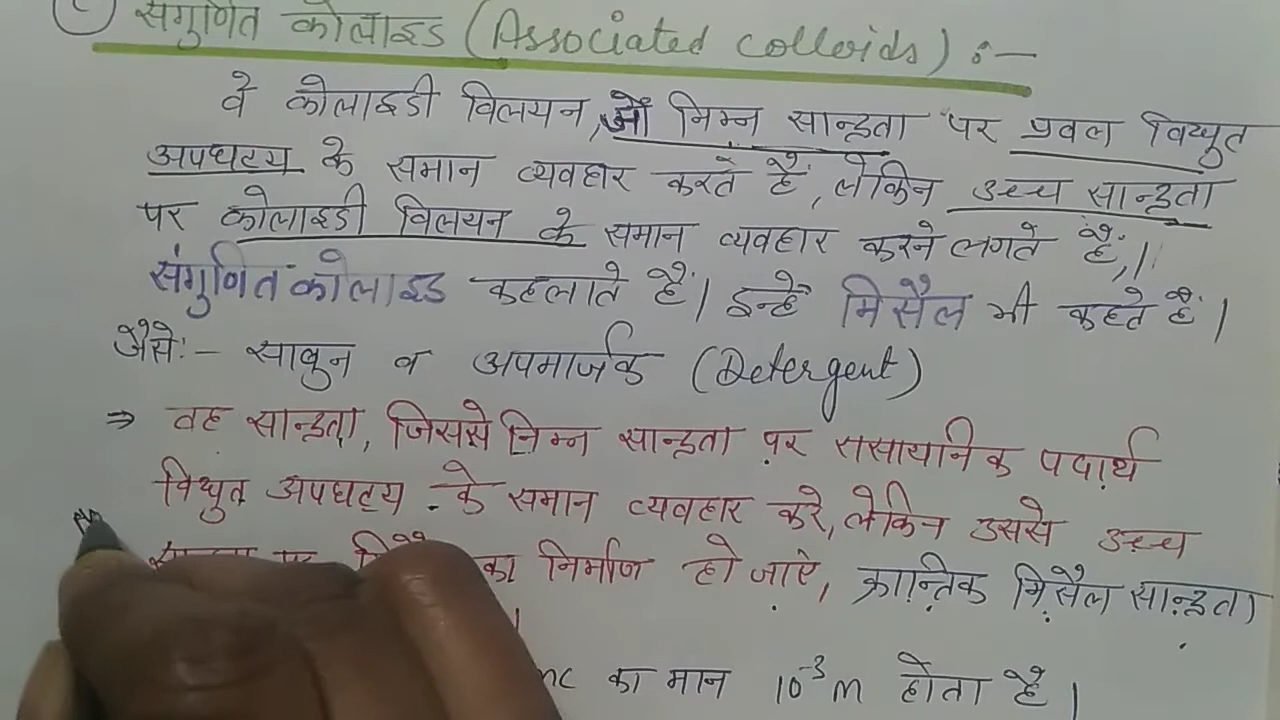 संगुणित कोलाइड (Associated colloids) :—
वे कोलाइडी विलयन, जो निम्न सान्द्रता पर प्रबल विद्युत
अपघट्य के समान व्यवहार करते हैं, लेकिन उच्च सान्द्रता
पर कोलाइडी विलयन के समान व्यवहार करने लगते हैं,।
संगुणित कोलाइड कहलाते हैं। इन्हें मिसैल भी कहते हैं।
जैसे:- साबुन व अपमार्जक (Detergent)
⇒ वह सान्द्रता, जिससे निम्न सान्द्रता पर रासायनिक पदार्थ
विद्युत अपघट्य के समान व्यवहार करे, लेकिन उससे उच्च
पर का निर्माण हो जाऐ, क्रान्तिक मिसैल सान्द्रता
का मान 10⁻³ m होता है।